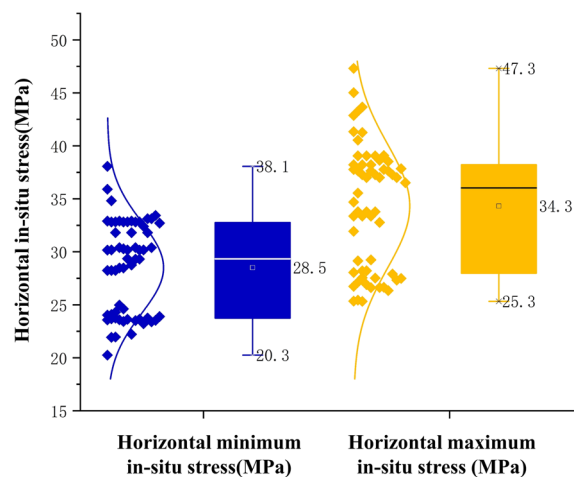 Horizontal in-situ stress(MPa)
50
45
40
35
30
25
20
15
38.1
28.5
20.3
47.3
34.3
25.3
Horizontal minimum
in-situ stress(MPa)
Horizontal maximum
in-situ stress (MPa)